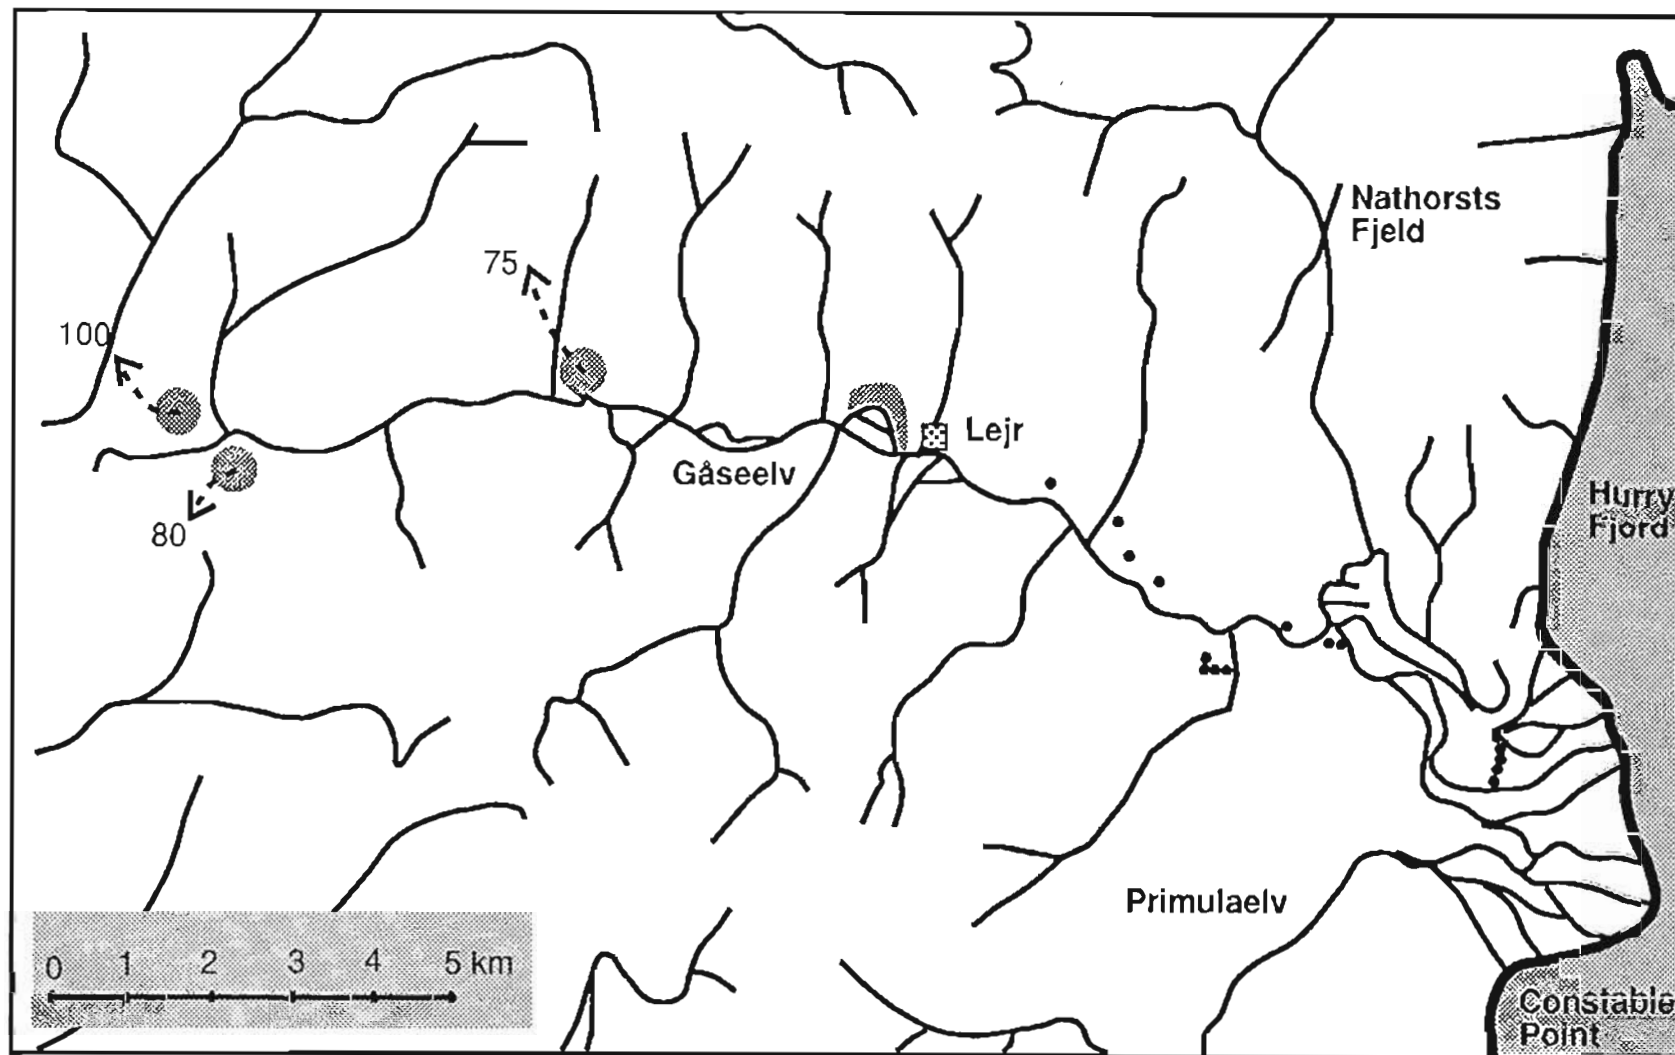 Nathorsts
Fjeld
75
100
Lejr
Gåseelv
Hurry
Fjord
80
Primulaelv
0 1 2 3 4 5 km
Constable
Point